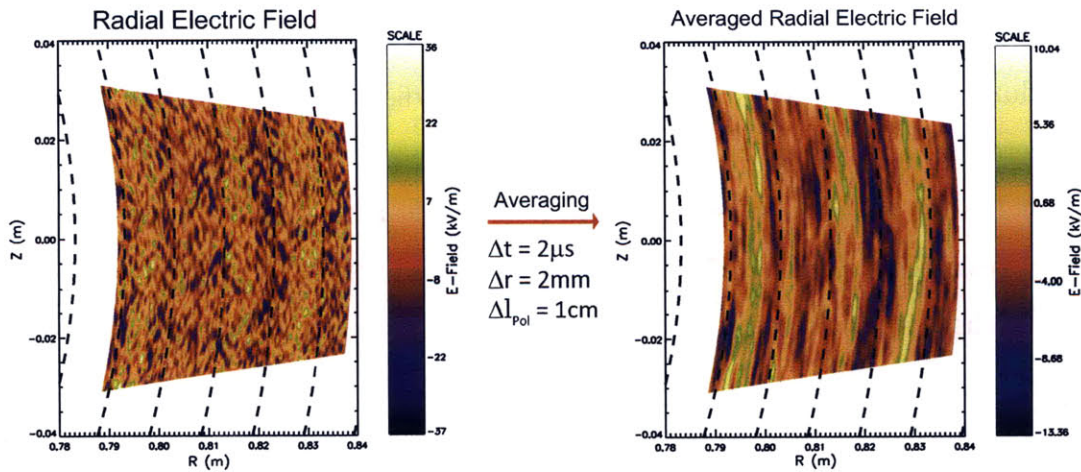 Radial Electric Field
SCALE
36
22
7
-8
-22
-37
E-Field (kV/m)
0.04
0.02
0.00
-0.02
-0.04
Z (m)
0.78 0.79 0.80 0.81 0.82 0.83 0.84
R (m)
Averaging
Δt = 2μs
Δr = 2mm
Δl_Pol = 1cm
Averaged Radial Electric Field
SCALE
10.04
5.36
0.68
-4.00
-8.68
-13.36
E-Field (kV/m)
0.04
0.02
0.00
-0.02
-0.04
Z (m)
0.78 0.79 0.80 0.81 0.82 0.83 0.84
R (m)